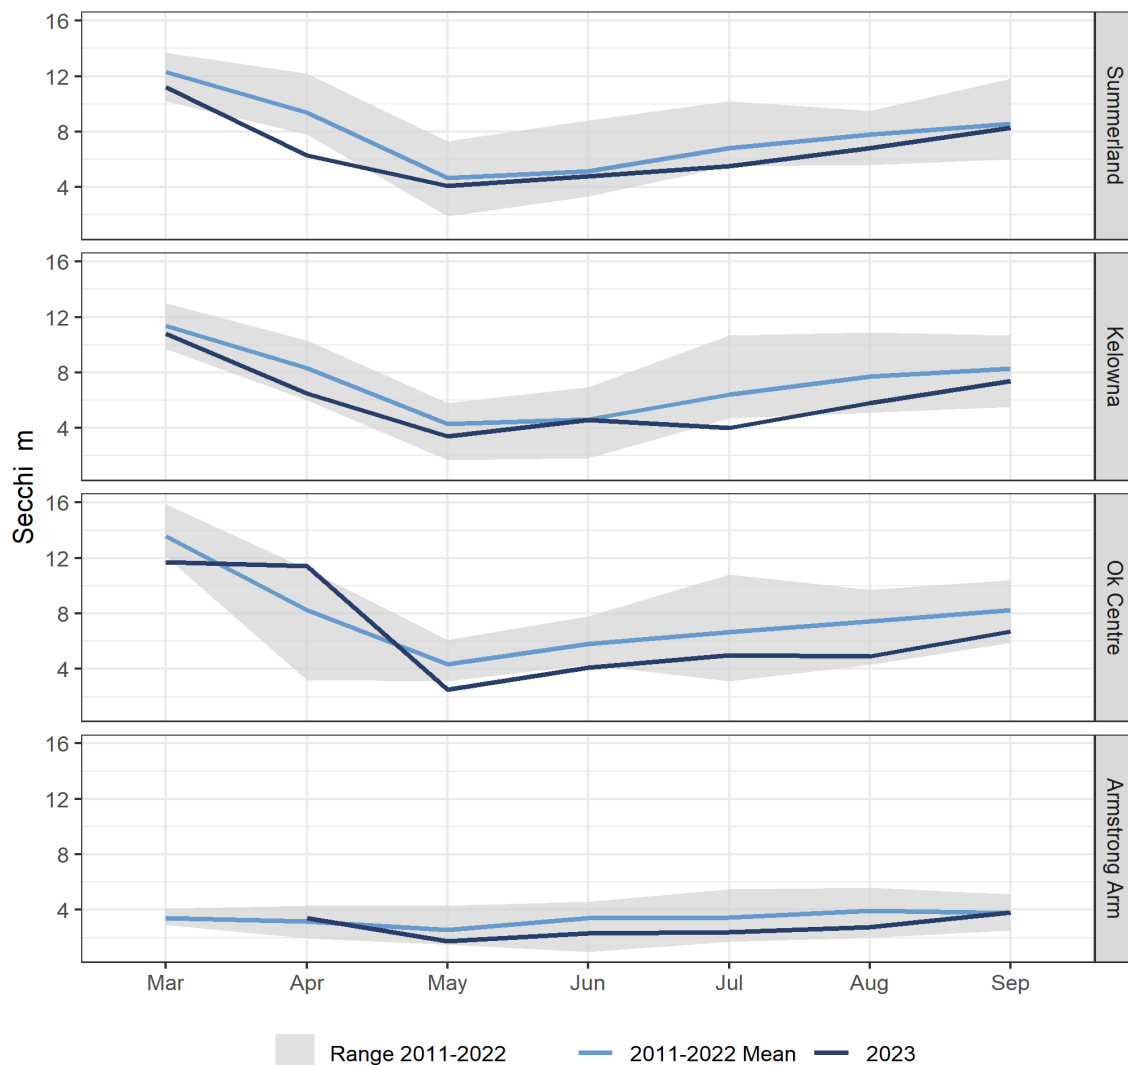 Secchi m
16
12
8
4
Summerland
16
12
8
4
Kelowna
16
12
8
4
Ok Centre
16
12
8
4
Armstrong Arm
Mar Apr May Jun Jul Aug Sep
Range 2011-2022 2011-2022 Mean 2023